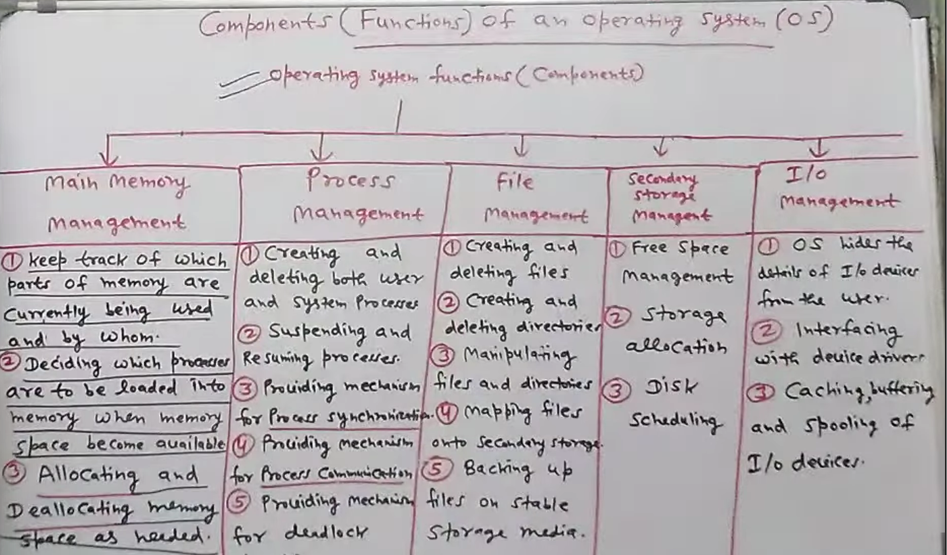 Components (Functions) of an operating system (OS)
operating system functions (Components)
Main Memory
Management
① keep track of which
parts of memory are
Currently being used
and by whom.
② Deciding which processes
are to be loaded into
memory when memory
space become available
③ Allocating and
Deallocating memory
space as needed.
Process
Management
① Creating and
deleting both user
and System Processes
② Suspending and
Resuming processes.
③ Providing mechanism
for Process synchronization.
④ Providing mechanism
for Process Communication
⑤ Providing mechanism
for deadlock
File
Management
① Creating and
deleting files
② Creating and
deleting directories
③ Manipulating
files and directories
④ Mapping files
onto secondary storage.
⑤ Backing up
files on stable
Storage media.
Secondary
storage
Managent
① Free space
Management
② Storage
allocation
③ Disk
scheduling
I/o
Management
① OS hides the
details of I/o devices
from the user.
② Interfacing
with device drivers
③ Caching, buffering
and spooling of
I/o devices.